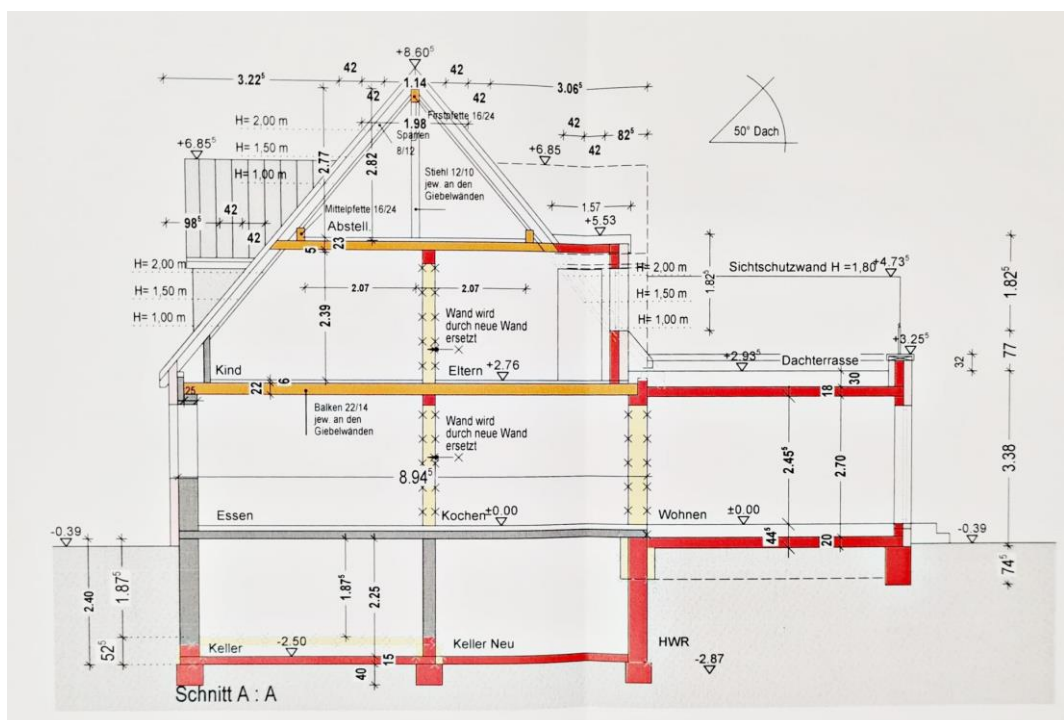 +8.60⁵
3.22⁵
42
42
1.14
42
42
3.06⁵
Firstpfette 16/24
1.98
H= 2,00 m
Sparren
8/12
50° Dach
42
82⁵
42
+6.85⁵
H= 1,50 m
2.77
2.82
+6.85
H= 1,00 m
Stiehl 12/10
jew. an den
Giebelwänden
Mittelpfette 16/24
1.57
98⁵
42
42
Abstell.
+5.53
5
23
H= 2,00 m
H= 1,50 m
H= 1,00 m
H= 2,00 m
H= 1,50 m
H= 1,00 m
1.82⁵
Sichtschutzwand H =1,80
+4.73⁵
1.82⁵
2.07
2.07
2.39
Wand wird
durch neue Wand
ersetzt
+3.25⁵
77
Kind
Eltern
+2.76
+2.93⁵
Dachterrasse
32
30
25
22
6
18
Balken 22/14
jew. an den
Giebelwänden
Wand wird
durch neue Wand
ersetzt
2.45⁵
2.70
3.38
8.94⁵
Essen
Kochen
±0.00
Wohnen
±0.00
-0.39
-0.39
44⁵
20
74⁵
2.40
1.87⁵
1.87⁵
2.25
52⁵
Keller
-2.50
Keller Neu
HWR
15
40
-2.87
Schnitt A : A